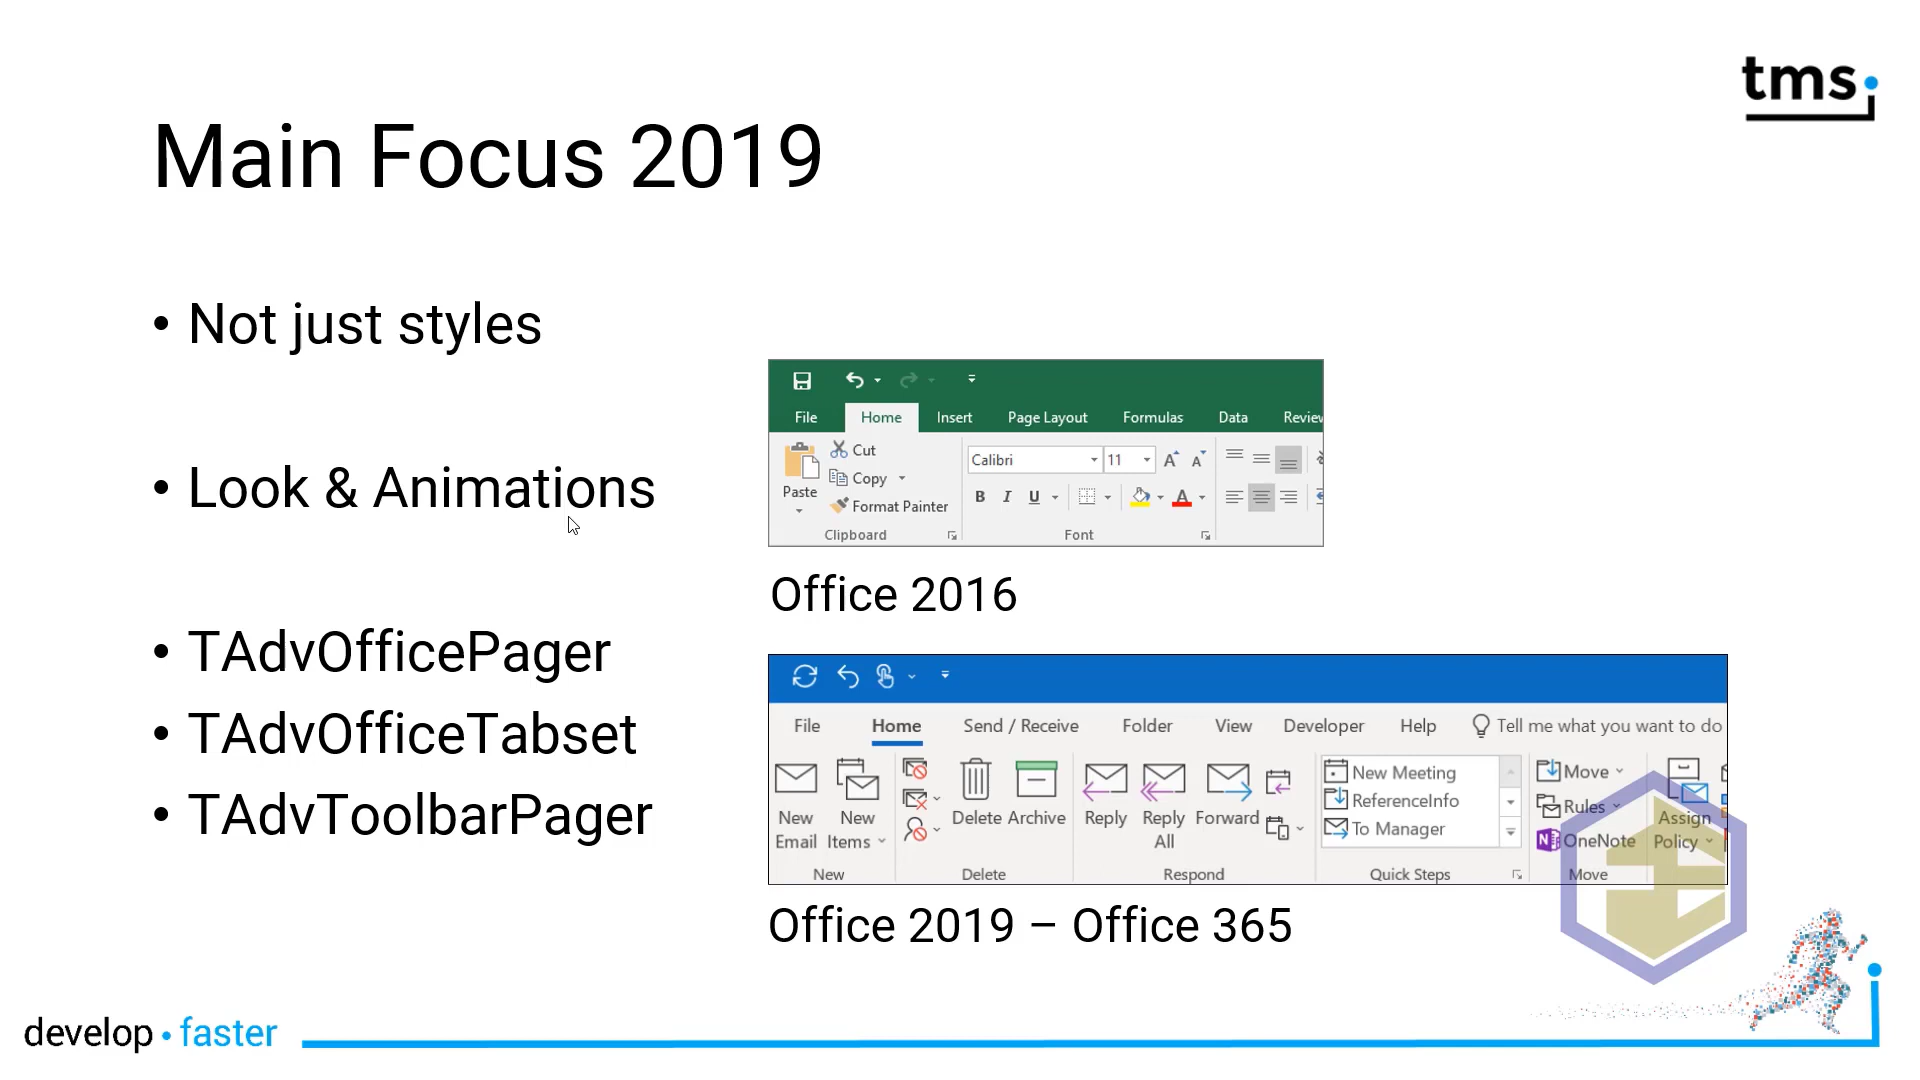 tms
Main Focus 2019
• Not just styles
• Look & Animations
• TAdvOfficePager
• TAdvOfficeTabset
• TAdvToolbarPager
File Home Insert Page Layout Formulas Data Review
Paste
Cut
Copy
Format Painter
Clipboard
Calibri 11 A A
B I U A
Font
Office 2016
File Home Send / Receive Folder View Developer Help Tell me what you want to do
New Email
New Items
New
Delete Archive
Delete
Reply
Reply All
Forward
Respond
New Meeting
ReferenceInfo
To Manager
Quick Steps
Move
Rules
OneNote
Move
Assign Policy
Office 2019 – Office 365
develop • faster